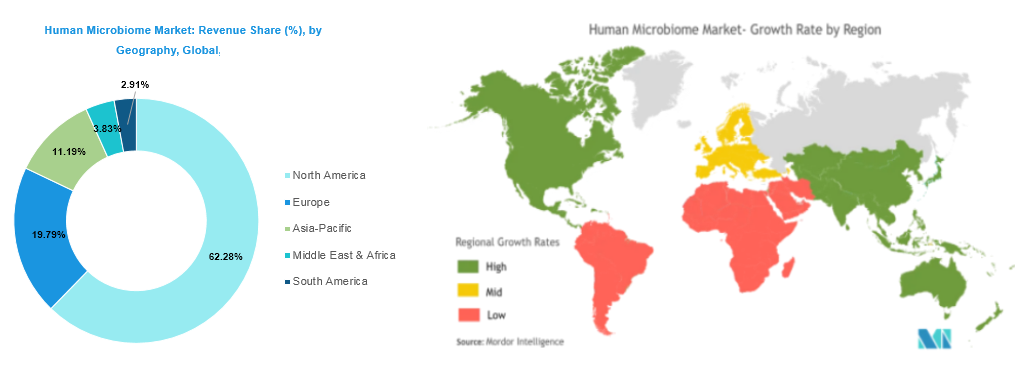 Human Microbiome Market: Revenue Share (%), by
Geography, Global,
2.91%
3.83%
11.19%
19.79%
62.28%
North America
Europe
Asia-Pacific
Middle East & Africa
South America
Human Microbiome Market- Growth Rate by Region
Regional Growth Rates
High
Mid
Low
Source: Mordor Intelligence